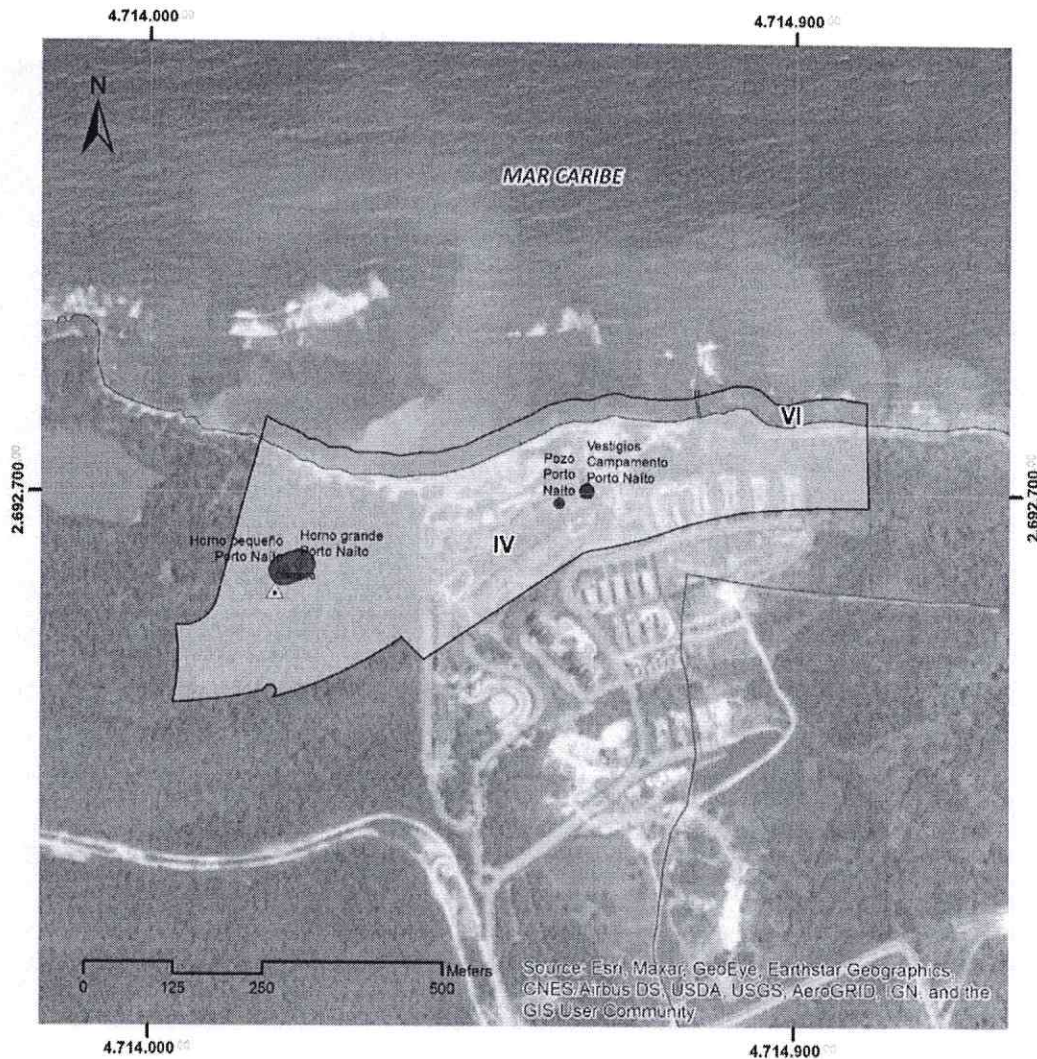 4.714.000
4.714.900
N
MAR CARIBE
VI
Pozo
Porto
Naito
Vestigios
Campamento
Porto Naito
2.692.700
2.692.700
IV
Horno pequeño
Porto Naito
Horno grande
Porto Naito
Meters
0 125 250 500
Source: Esri, Maxar, GeoEye, Earthstar Geographics,
CNES/Airbus DS, USDA, USGS, AeroGRID, IGN, and the
GIS User Community
4.714.000
4.714.900